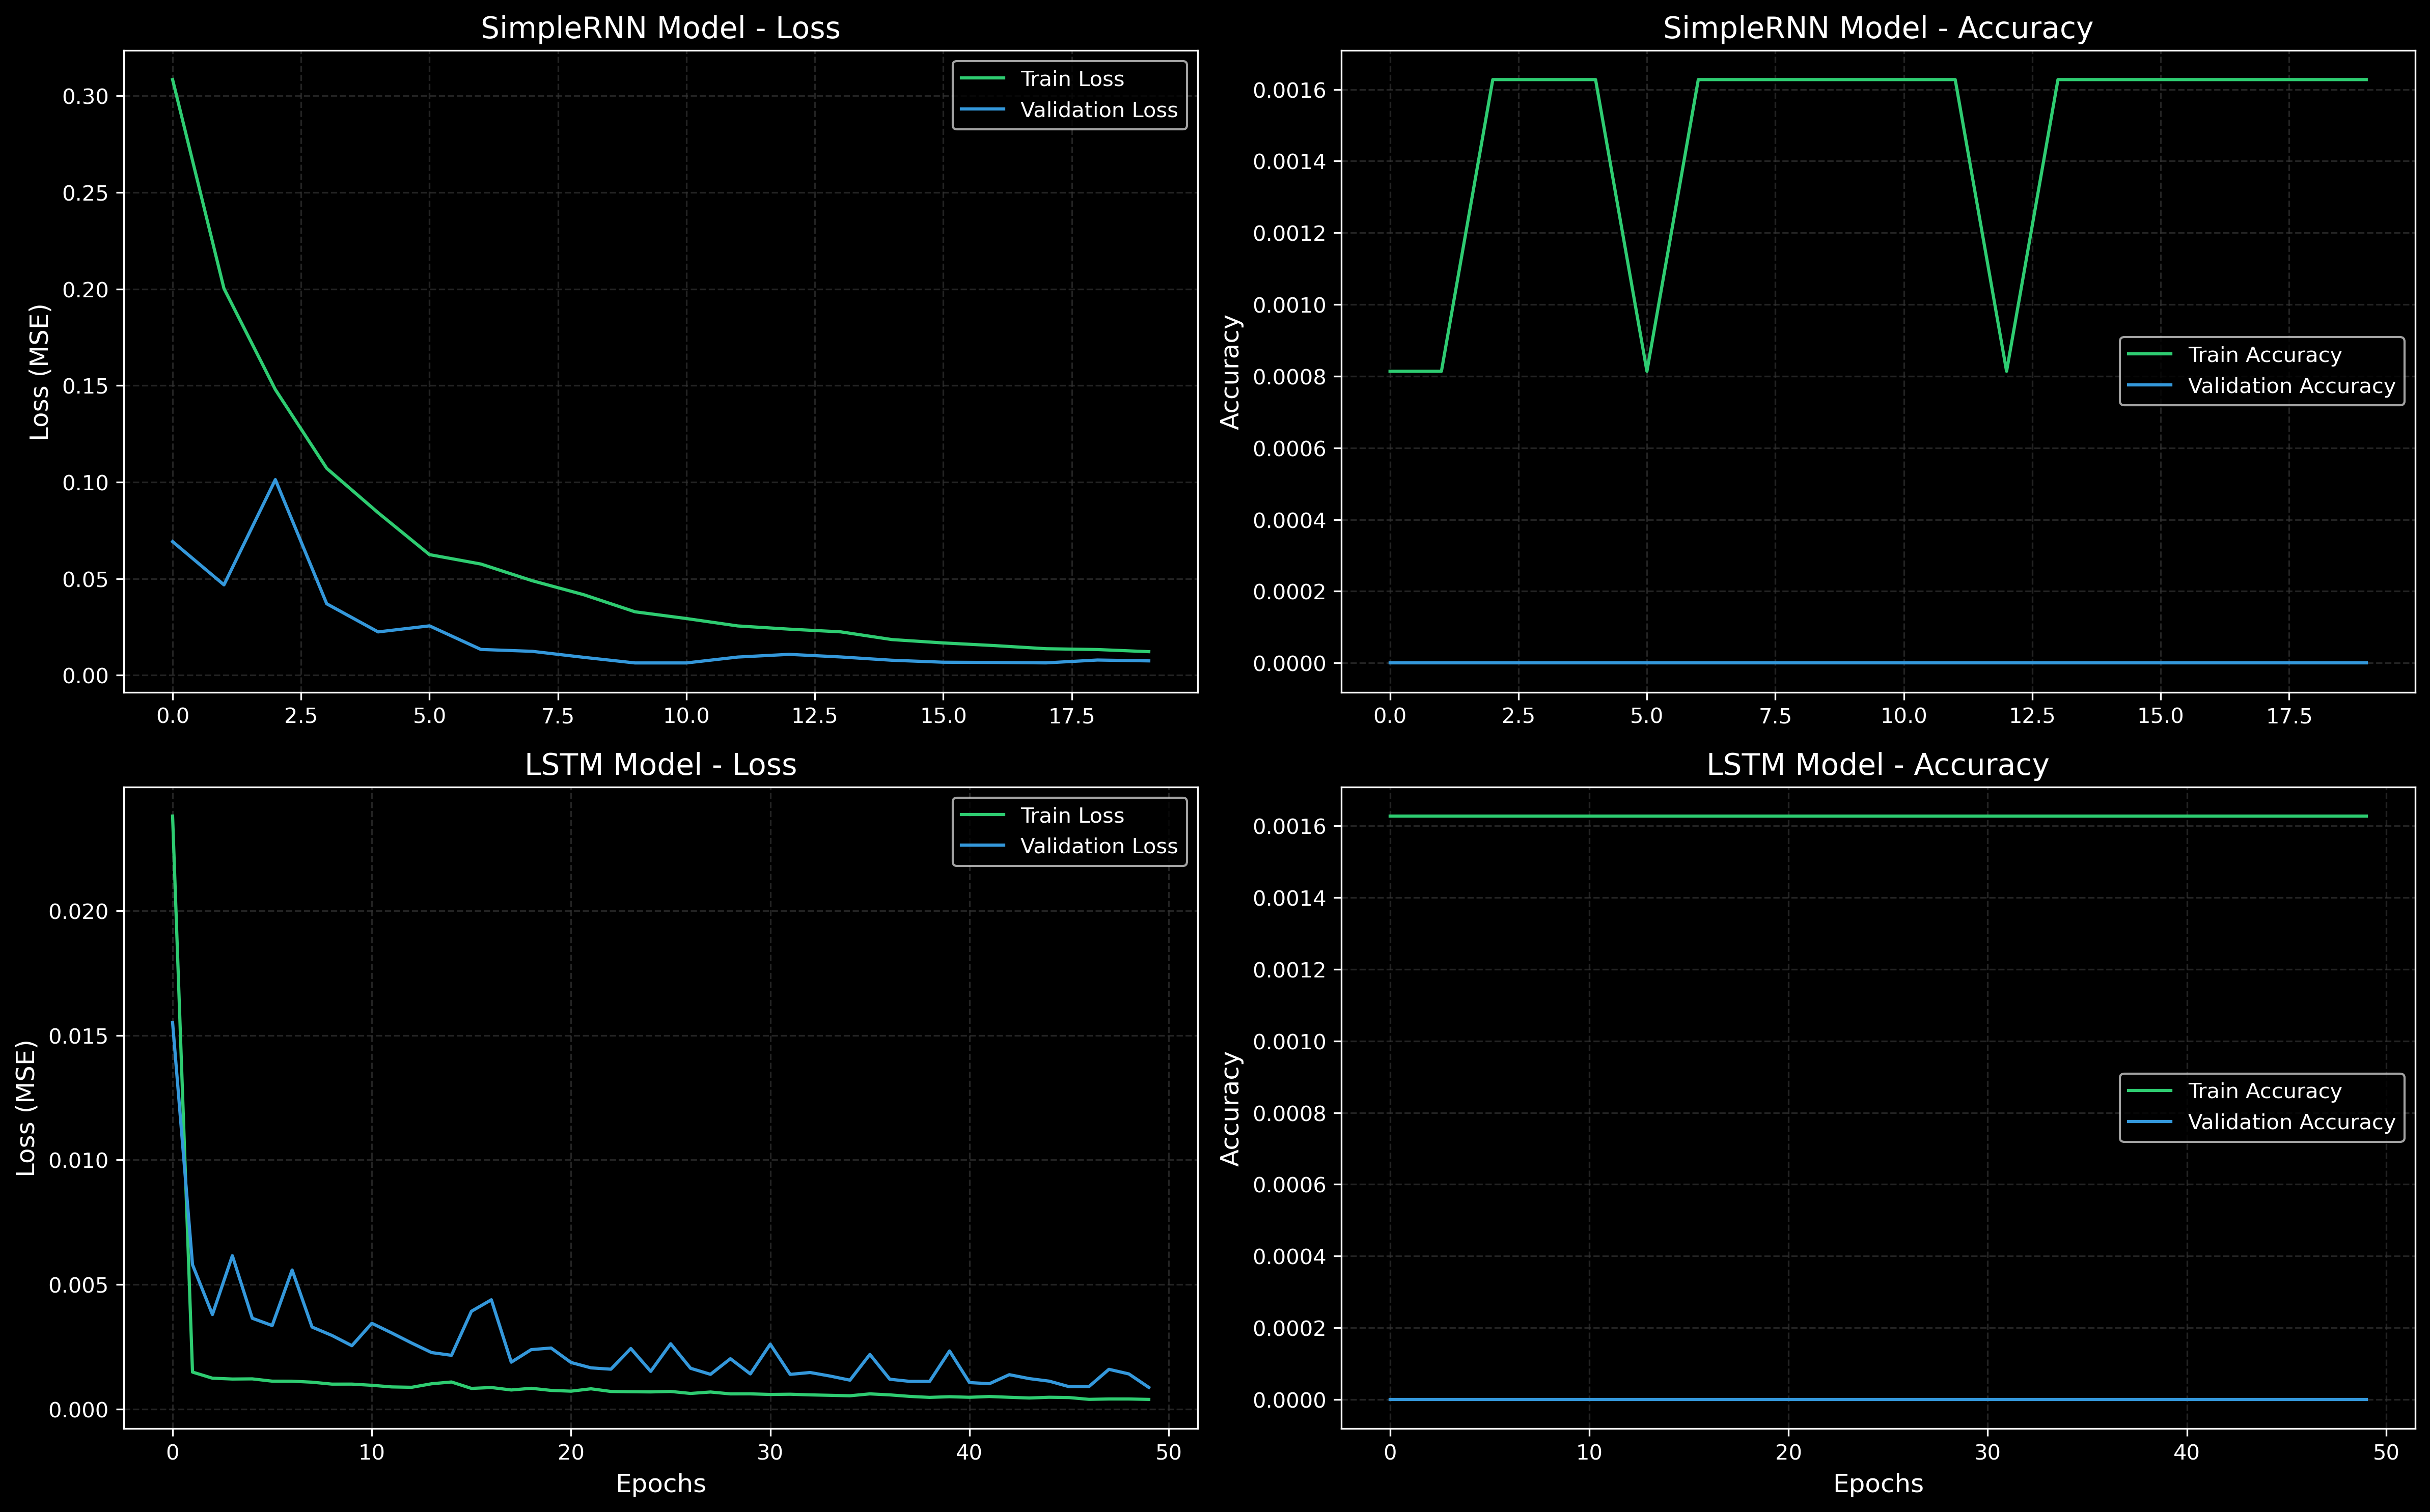 SimpleRNN Model - Loss
Loss (MSE)
0.30
0.25
0.20
0.15
0.10
0.05
0.00
0.0 2.5 5.0 7.5 10.0 12.5 15.0 17.5
Train Loss
Validation Loss
SimpleRNN Model - Accuracy
Accuracy
0.0016
0.0014
0.0012
0.0010
0.0008
0.0006
0.0004
0.0002
0.0000
0.0 2.5 5.0 7.5 10.0 12.5 15.0 17.5
Train Accuracy
Validation Accuracy
LSTM Model - Loss
Loss (MSE)
0.020
0.015
0.010
0.005
0.000
0 10 20 30 40 50
Epochs
Train Loss
Validation Loss
LSTM Model - Accuracy
Accuracy
0.0016
0.0014
0.0012
0.0010
0.0008
0.0006
0.0004
0.0002
0.0000
0 10 20 30 40 50
Epochs
Train Accuracy
Validation Accuracy